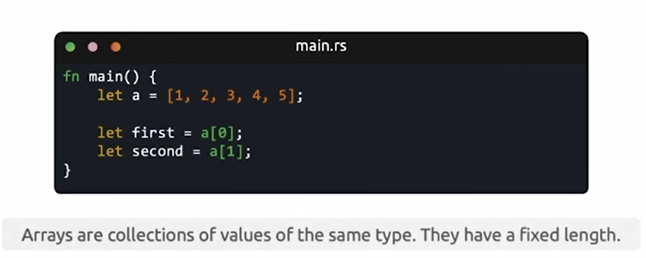 main.rs
fn main() {
    let a = [1, 2, 3, 4, 5];
    let first = a[0];
    let second = a[1];
}
Arrays are collections of values of the same type. They have a fixed length.